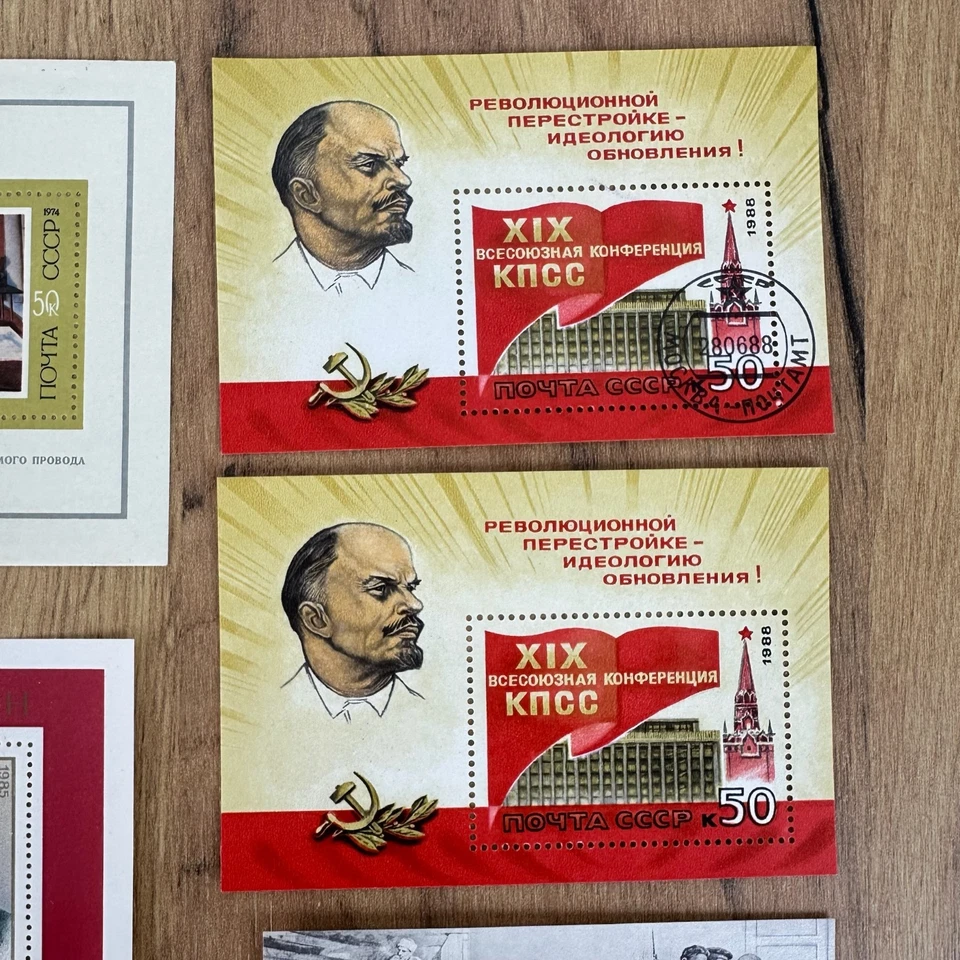 1974
50к
ПОЧТА СССР
МОГО ПРОВОДА
РЕВОЛЮЦИОННОЙ
ПЕРЕСТРОЙКЕ –
ИДЕОЛОГИЮ
ОБНОВЛЕНИЯ!
XIX
ВСЕСОЮЗНАЯ КОНФЕРЕНЦИЯ
КПСС
1988
СССР
280688
МОСКВА – ПОЧТАМТ
50
ПОЧТА СССР
РЕВОЛЮЦИОННОЙ
ПЕРЕСТРОЙКЕ –
ИДЕОЛОГИЮ
ОБНОВЛЕНИЯ!
XIX
ВСЕСОЮЗНАЯ КОНФЕРЕНЦИЯ
КПСС
1988
ПОЧТА СССР к50
1985